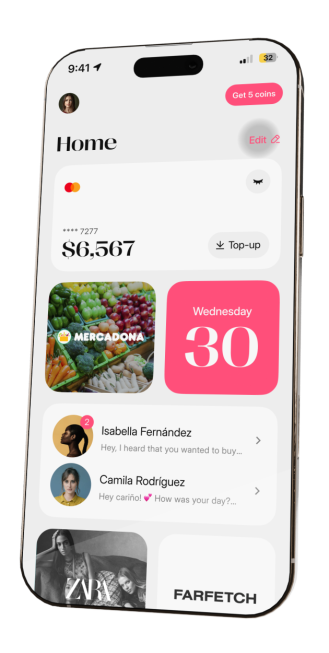 9:41
32
Get 5 coins
Home
Edit
**** 7277
$6,567
Top-up
MERCADONA
Wednesday
30
2
Isabella Fernández
Hey, I heard that you wanted to buy...
Camila Rodríguez
Hey cariño! 💕 How was your day?...
ZARA
FARFETCH